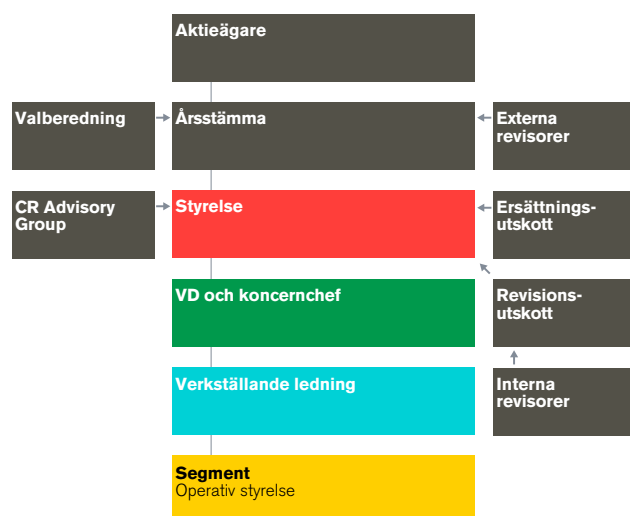 Aktieägare
Valberedning
Årsstämma
Externa
revisorer
CR Advisory
Group
Styrelse
Ersättnings-
utskott
VD och koncernchef
Revisions-
utskott
Verkställande ledning
Interna
revisorer
Segment
Operativ styrelse